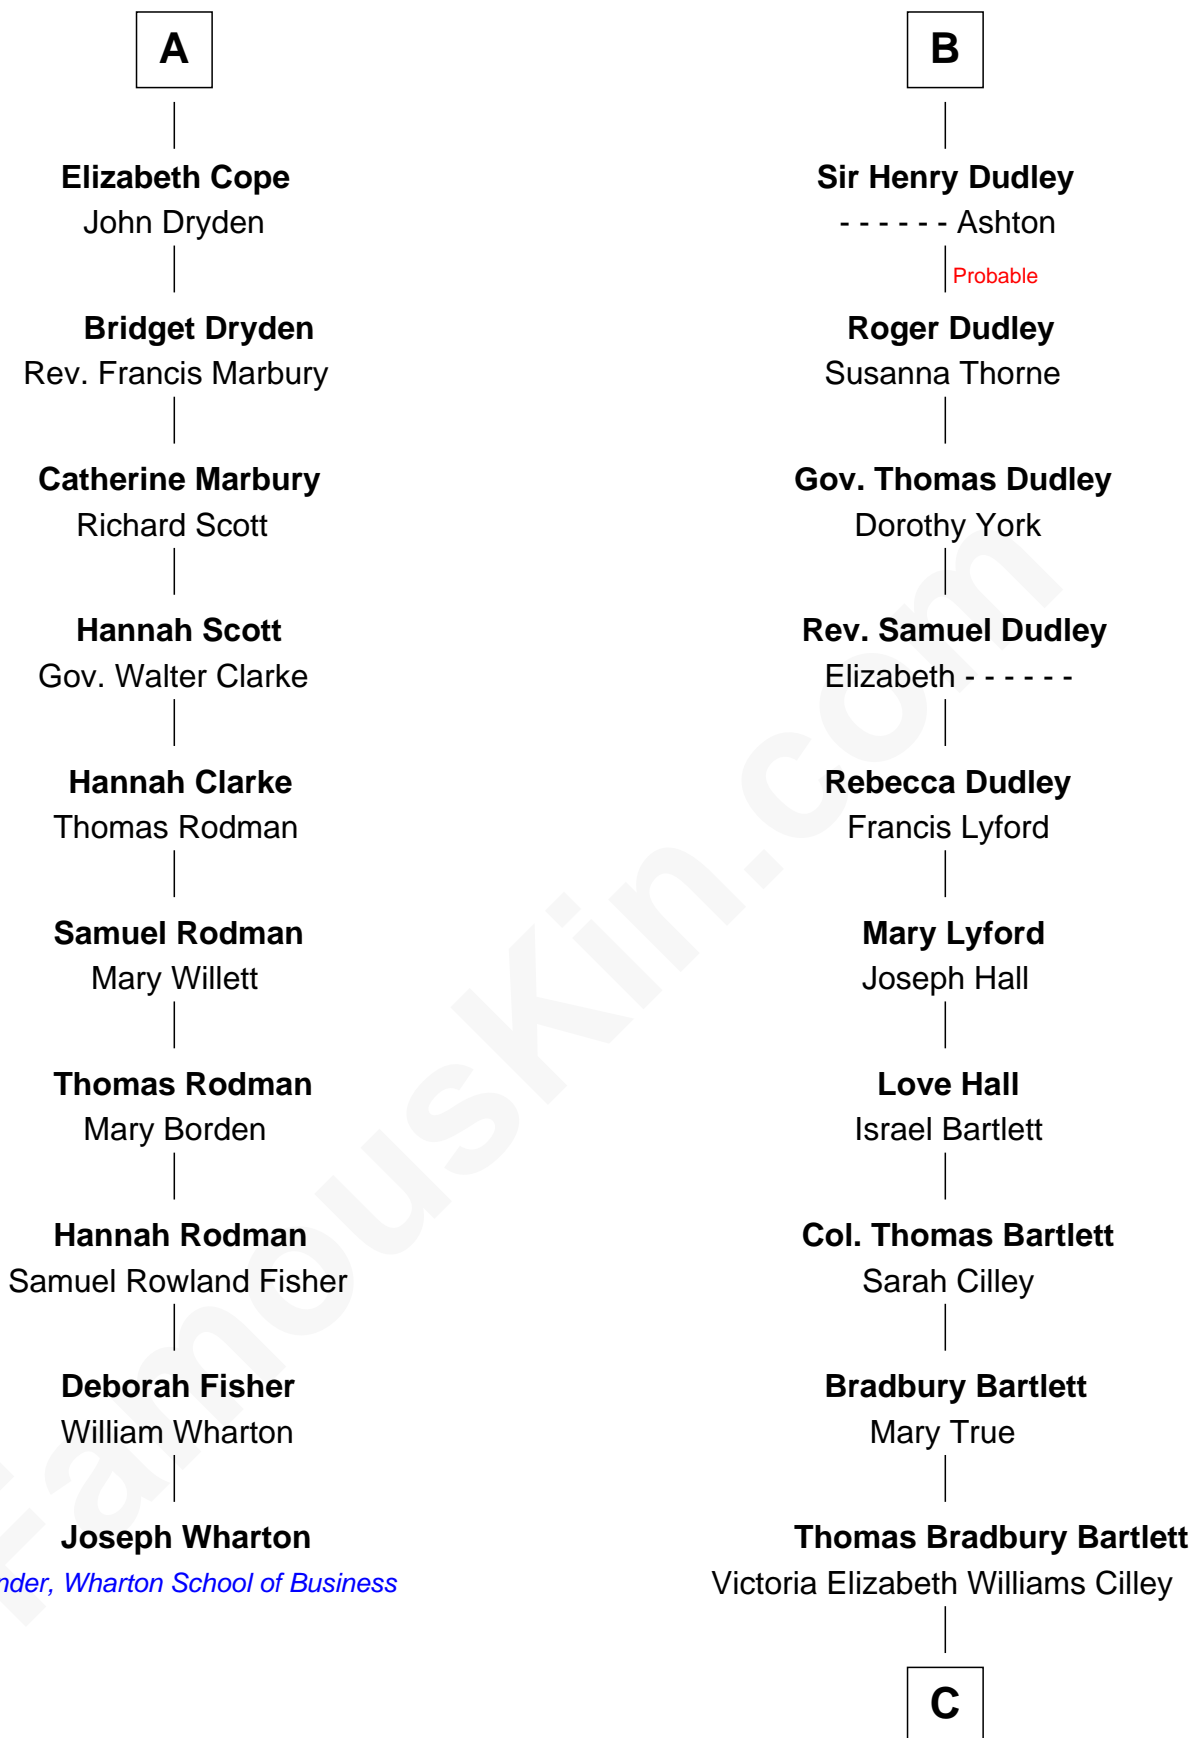 A
Elizabeth Cope
John Dryden
Bridget Dryden
Rev. Francis Marbury
Catherine Marbury
Richard Scott
Hannah Scott
Gov. Walter Clarke
Hannah Clarke
Thomas Rodman
Samuel Rodman
Mary Willett
Thomas Rodman
Mary Borden
Hannah Rodman
Samuel Rowland Fisher
Deborah Fisher
William Wharton
Joseph Wharton
nder, Wharton School of Business
B
Sir Henry Dudley
- - - - - - Ashton
Probable
Roger Dudley
Susanna Thorne
Gov. Thomas Dudley
Dorothy York
Rev. Samuel Dudley
Elizabeth - - - - - -
Rebecca Dudley
Francis Lyford
Mary Lyford
Joseph Hall
Love Hall
Israel Bartlett
Col. Thomas Bartlett
Sarah Cilley
Bradbury Bartlett
Mary True
Thomas Bradbury Bartlett
Victoria Elizabeth Williams Cilley
C
FamousKin.com